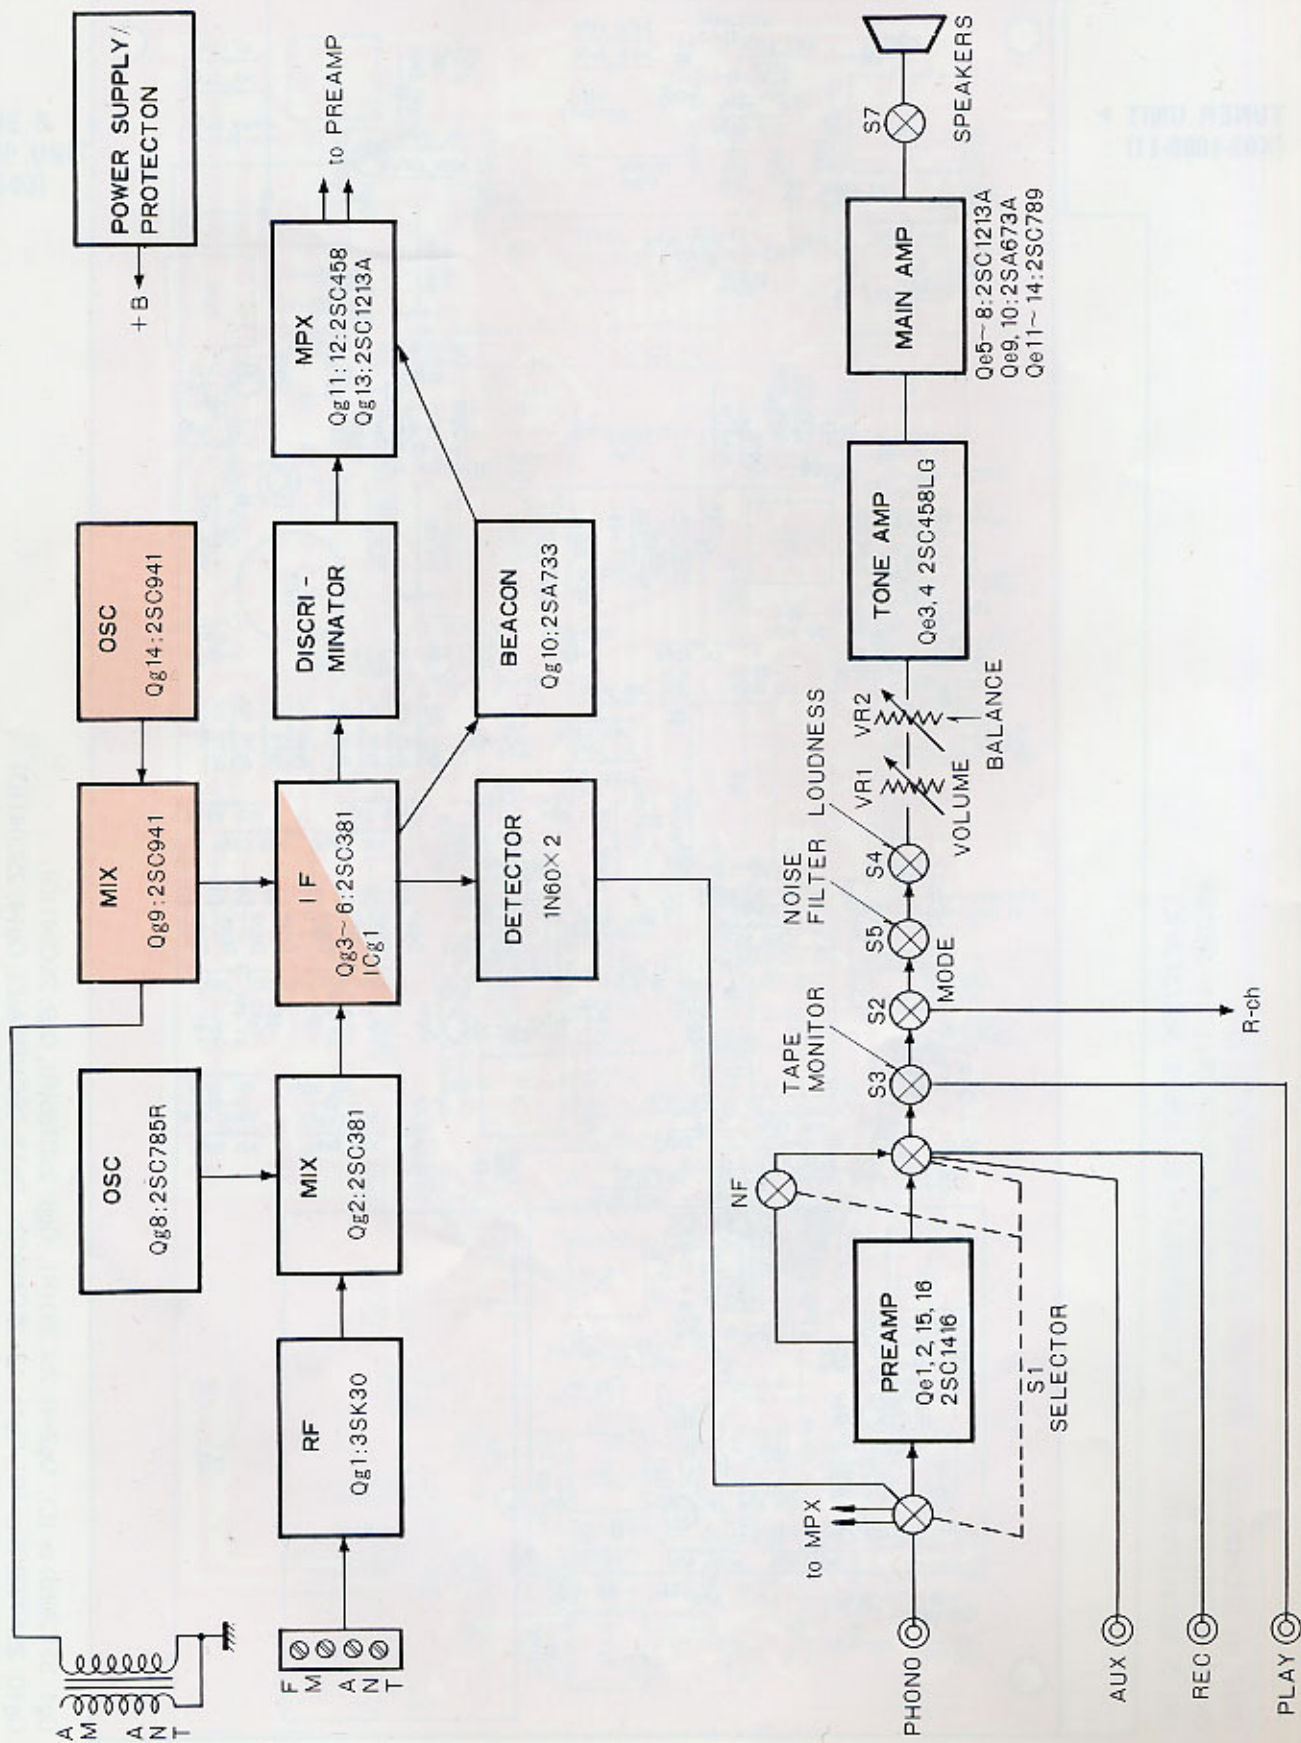 A M A N T
OSC
Qg8:2SC785R
MIX
Qg9:2SC941
OSC
Qg14:2SC941
+B
POWER SUPPLY/
PROTECTON
F M A N T
RF
Qg1:3SK30
MIX
Qg2:2SC381
IF
Qg3~6:2SC381
ICg1
DISCRI-
MINATOR
MPX
Qg11:12:2SC458
Qg13:2SC1213A
to PREAMP
DETECTOR
1N60×2
BEACON
Qg10:2SA733
to MPX
PHONO
PREAMP
Qe1,2,15,16
2SC1416
NF
S1
SELECTOR
TAPE
MONITOR
S3
S2
MODE
NOISE
FILTER
S5
LOUDNESS
S4
VR1
VOLUME
VR2
BALANCE
TONE AMP
Qe3,4 2SC458LG
MAIN AMP
Qe5~8:2SC1213A
Qe9,10:2SA673A
Qe11~14:2SC789
S7
SPEAKERS
R-ch
AUX
REC
PLAY